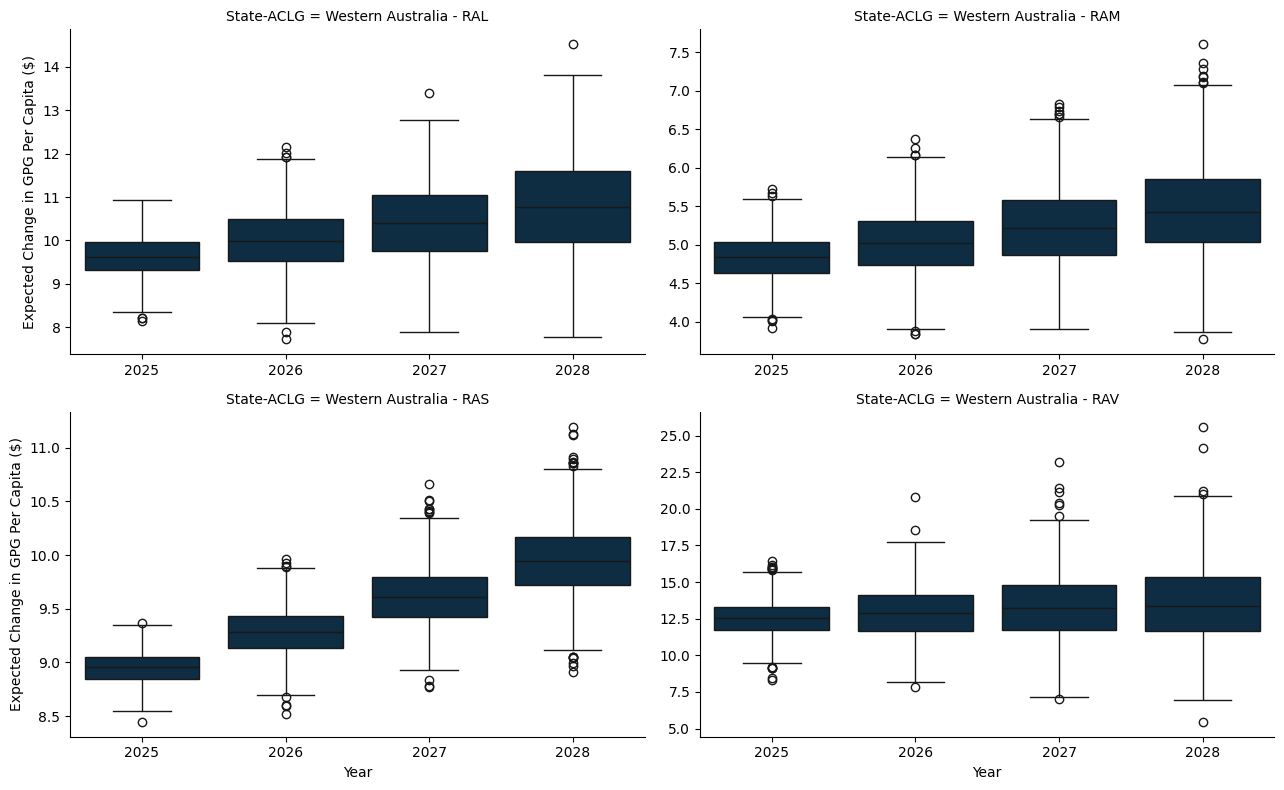 State-ACLG = Western Australia - RAL
Expected Change in GPG Per Capita ($)
14
13
12
11
10
9
8
2025 2026 2027 2028
State-ACLG = Western Australia - RAM
7.5
7.0
6.5
6.0
5.5
5.0
4.5
4.0
2025 2026 2027 2028
State-ACLG = Western Australia - RAS
Expected Change in GPG Per Capita ($)
11.0
10.5
10.0
9.5
9.0
8.5
2025 2026 2027 2028
Year
State-ACLG = Western Australia - RAV
25.0
22.5
20.0
17.5
15.0
12.5
10.0
7.5
5.0
2025 2026 2027 2028
Year